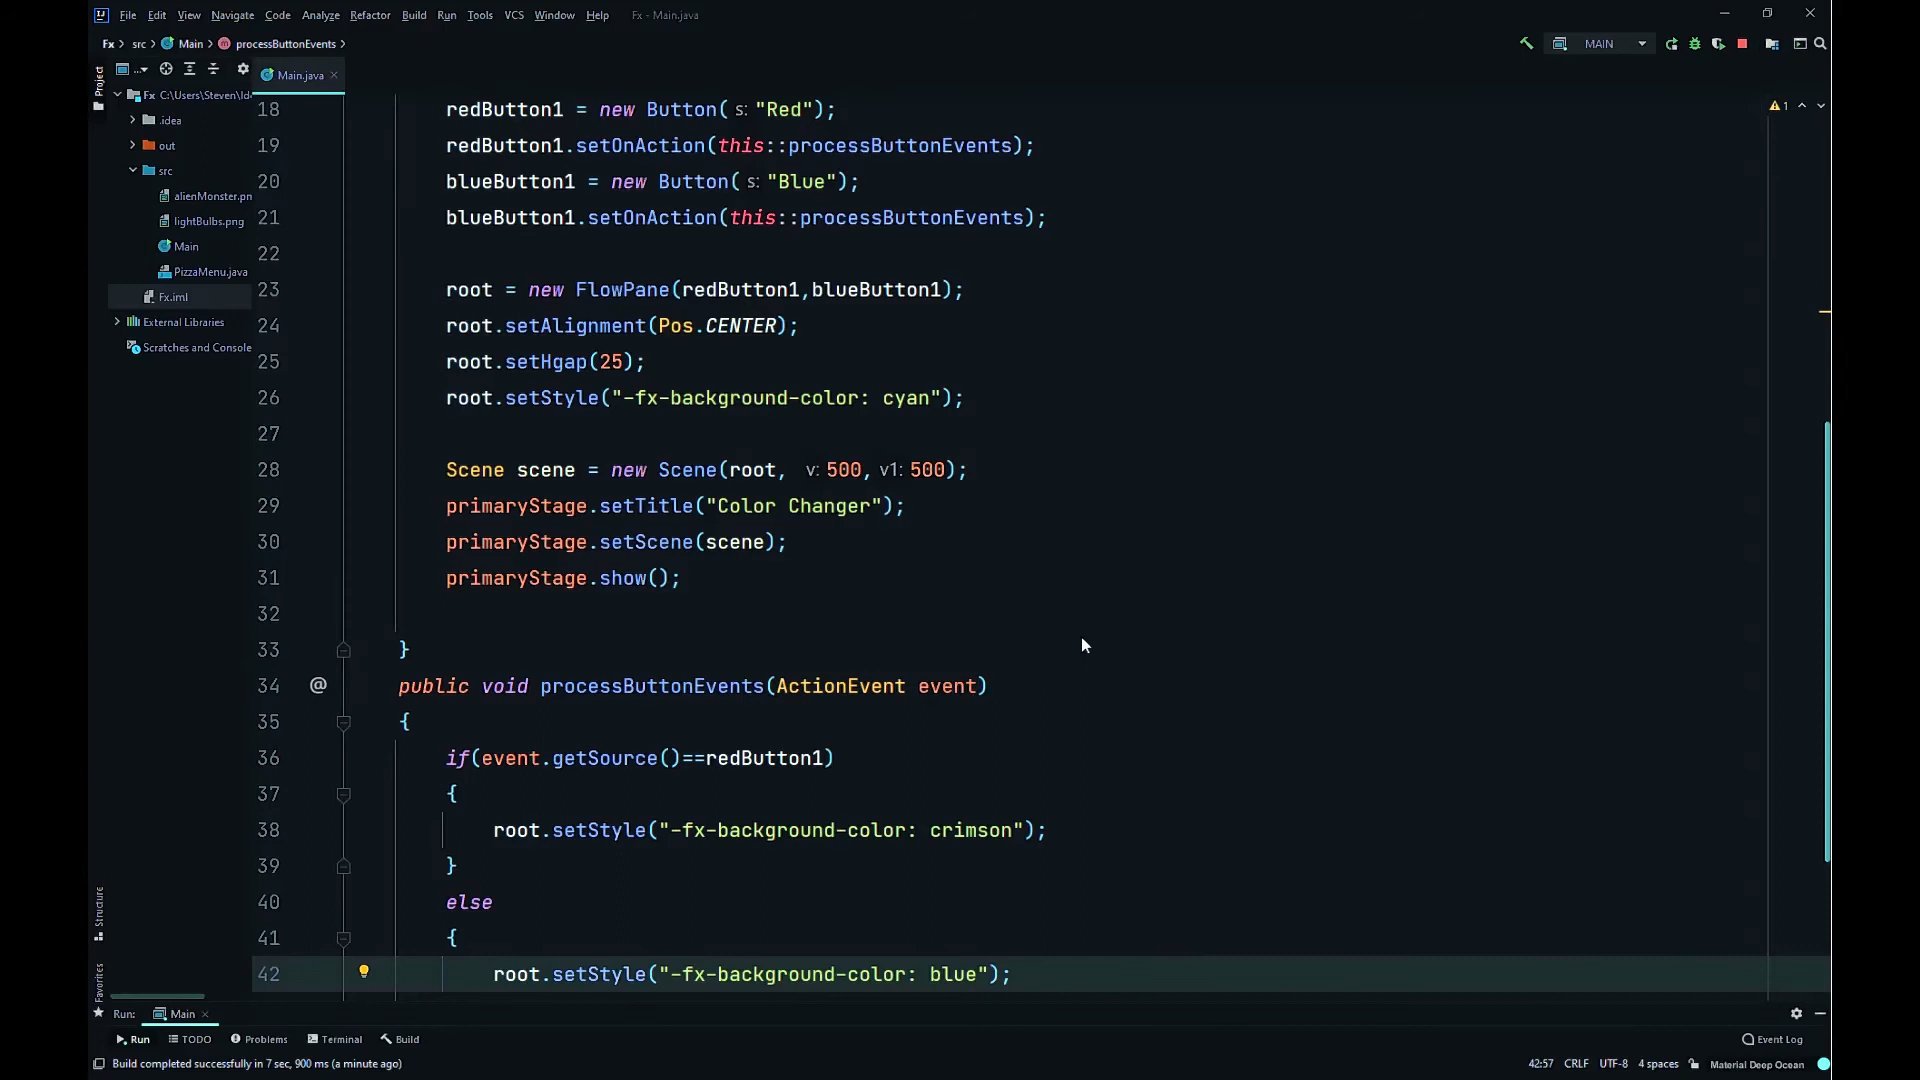 File Edit View Navigate Code Analyze Refactor Build Run Tools VCS Window Help Fx - Main.java
Fx src Main processButtonEvents MAIN
Project ... Main.java
Fx C:\Users\Steven\Id
.idea
out
src
alienMonster.pn
lightBulbs.png
Main
PizzaMenu.java
Fx.iml
External Libraries
Scratches and Console
1
18 redButton1 = new Button( s: "Red");
19 redButton1.setOnAction(this::processButtonEvents);
20 blueButton1 = new Button( s: "Blue");
21 blueButton1.setOnAction(this::processButtonEvents);
22
23 root = new FlowPane(redButton1,blueButton1);
24 root.setAlignment(Pos.CENTER);
25 root.setHgap(25);
26 root.setStyle("-fx-background-color: cyan");
27
28 Scene scene = new Scene(root, v: 500, v1: 500);
29 primaryStage.setTitle("Color Changer");
30 primaryStage.setScene(scene);
31 primaryStage.show();
32
33 }
34 @ public void processButtonEvents(ActionEvent event)
35 {
36 if(event.getSource()==redButton1)
37 {
38 root.setStyle("-fx-background-color: crimson");
39 }
40 else
41 {
42 root.setStyle("-fx-background-color: blue");
Structure
Favorites
Run: Main
Run TODO Problems Terminal Build Event Log
Build completed successfully in 7 sec, 900 ms (a minute ago) 42:57 CRLF UTF-8 4 spaces Material Deep Ocean